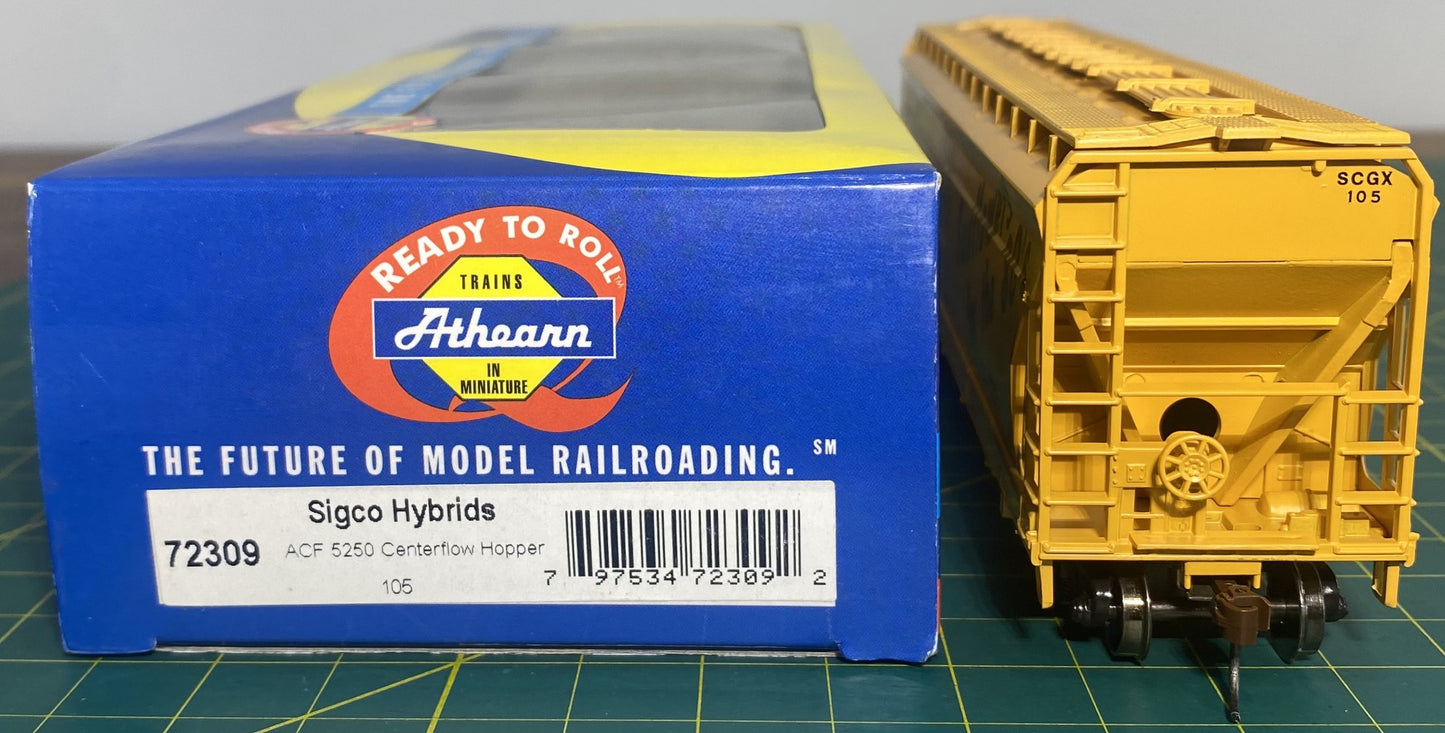 READY TO ROLL™
TRAINS
Athearn
IN
MINIATURE
THE FUTURE OF MODEL RAILROADING. SM
Sigco Hybrids
72309
ACF 5250 Centerflow Hopper
105
7 97534 72309 2
SCGX
105